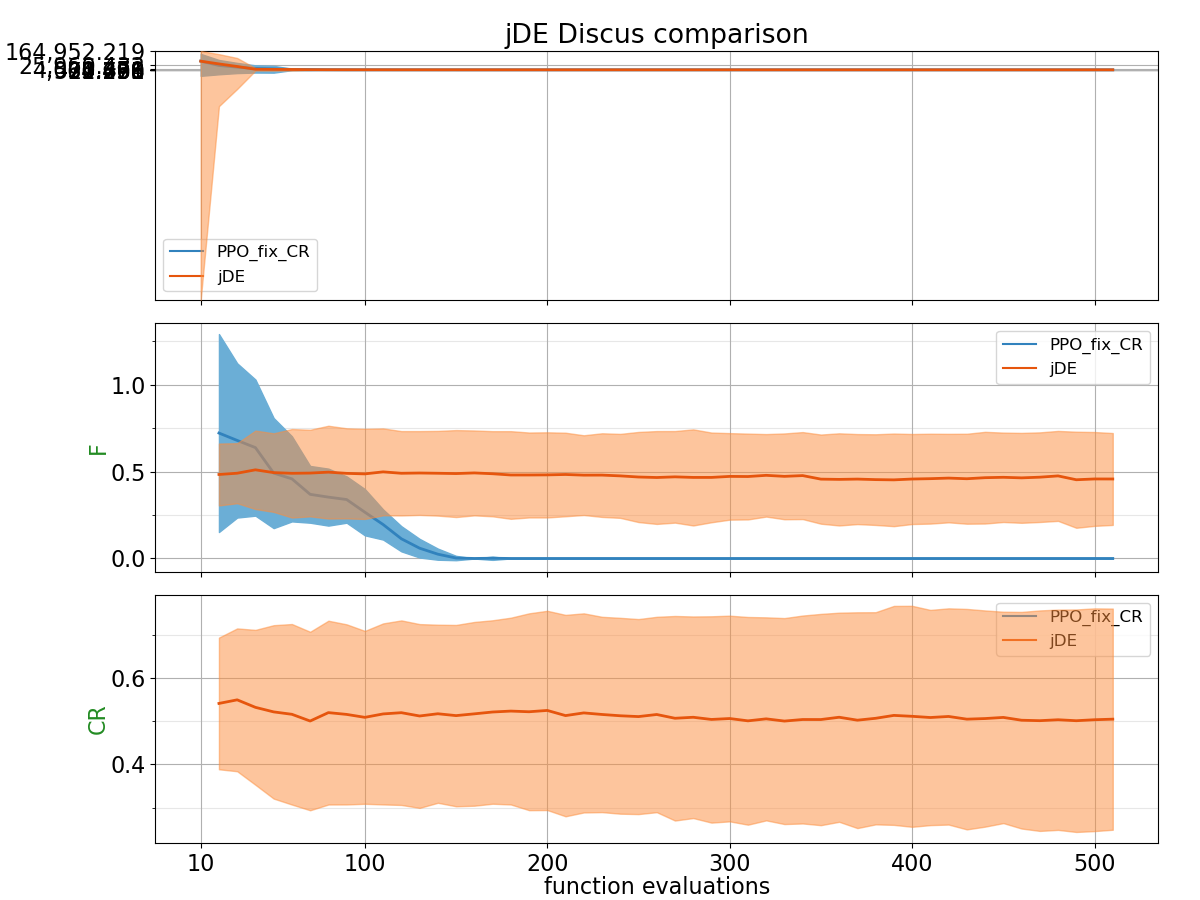 jDE Discus comparison
164,952.219
PPO_fix_CR
jDE
F
1.0
0.5
0.0
PPO_fix_CR
jDE
CR
0.6
0.4
PPO_fix_CR
jDE
10 100 200 300 400 500
function evaluations